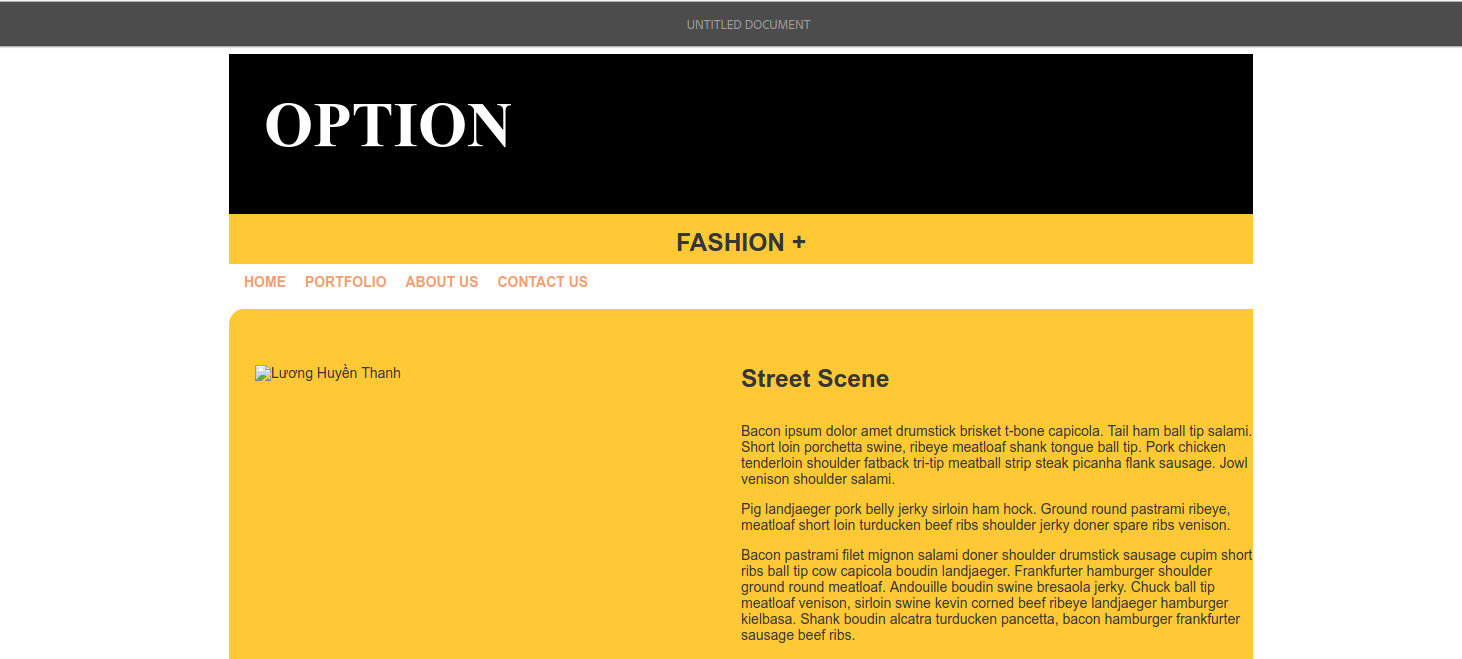 UNTITLED DOCUMENT
OPTION
FASHION +
HOME PORTFOLIO ABOUT US CONTACT US
Lương Huyền Thanh
Street Scene
Bacon ipsum dolor amet drumstick brisket t-bone capicola. Tail ham ball tip salami.
Short loin porchetta swine, ribeye meatloaf shank tongue ball tip. Pork chicken
tenderloin shoulder fatback tri-tip meatball strip steak picanha flank sausage. Jowl
venison shoulder salami.
Pig landjaeger pork belly jerky sirloin ham hock. Ground round pastrami ribeye,
meatloaf short loin turducken beef ribs shoulder jerky doner spare ribs venison.
Bacon pastrami filet mignon salami doner shoulder drumstick sausage cupim short
ribs ball tip cow capicola boudin landjaeger. Frankfurter hamburger shoulder
ground round meatloaf. Andouille boudin swine bresaola jerky. Chuck ball tip
meatloaf venison, sirloin swine kevin corned beef ribeye landjaeger hamburger
kielbasa. Shank boudin alcatra turducken pancetta, bacon hamburger frankfurter
sausage beef ribs.